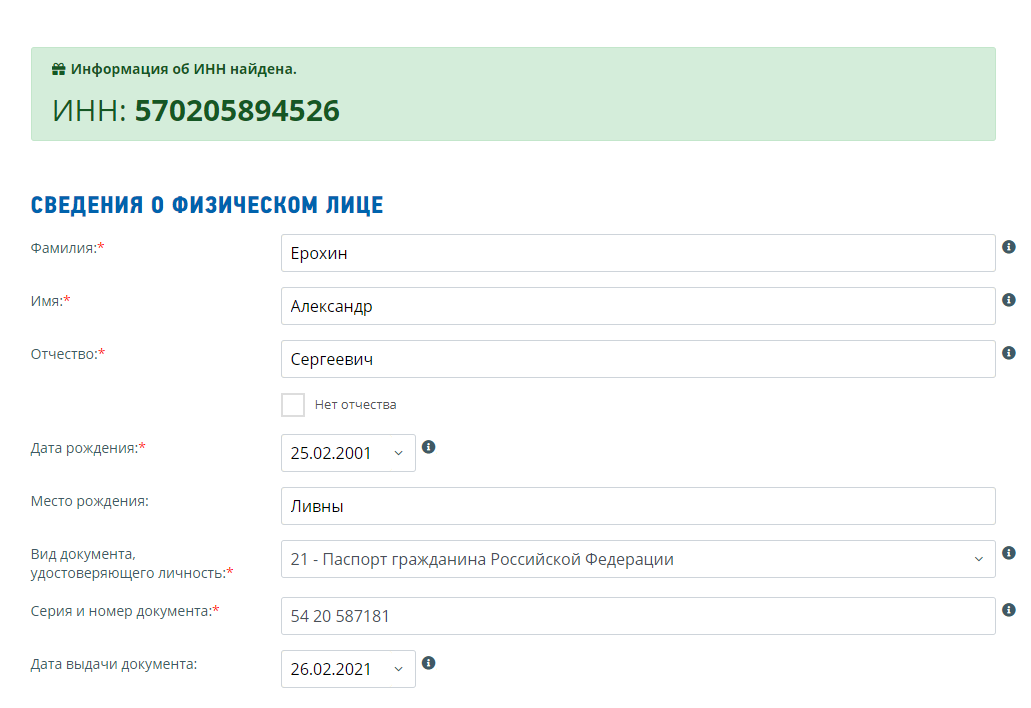 Информация об ИНН найдена.
ИНН: 570205894526
СВЕДЕНИЯ О ФИЗИЧЕСКОМ ЛИЦЕ
Фамилия:* Ерохин
Имя:* Александр
Отчество:* Сергеевич
Нет отчества
Дата рождения:* 25.02.2001
Место рождения: Ливны
Вид документа,
удостоверяющего личность:* 21 - Паспорт гражданина Российской Федерации
Серия и номер документа:* 54 20 587181
Дата выдачи документа: 26.02.2021